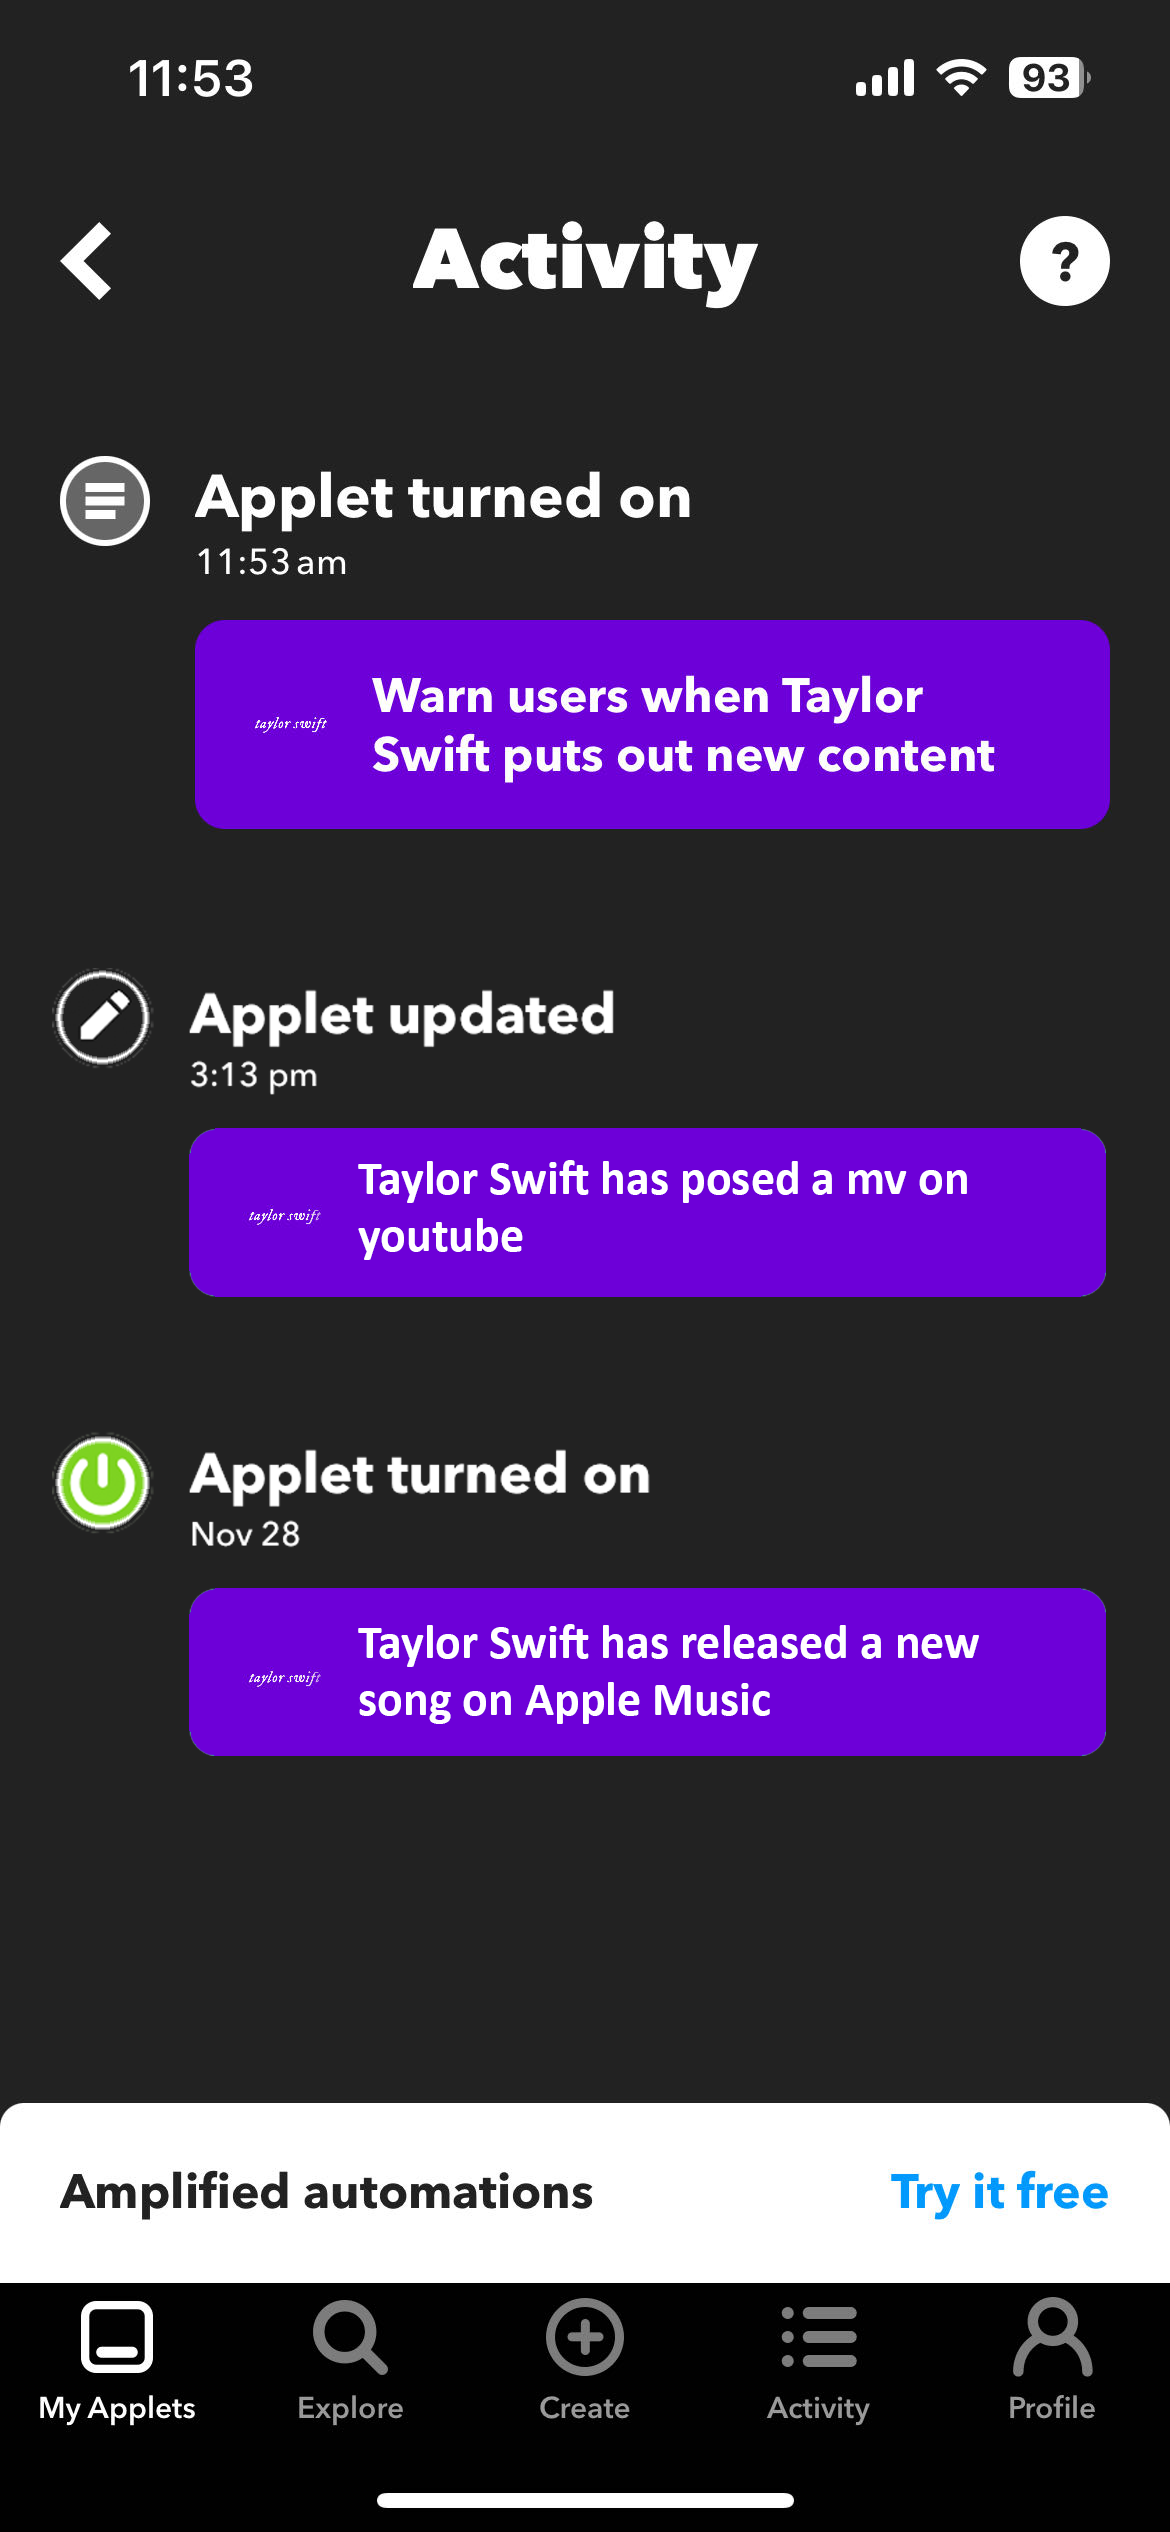 11:53
93
Activity
?
Applet turned on
11:53 am
taylor swift
Warn users when Taylor
Swift puts out new content
Applet updated
3:13 pm
taylor swift
Taylor Swift has posed a mv on
youtube
Applet turned on
Nov 28
taylor swift
Taylor Swift has released a new
song on Apple Music
Amplified automations
Try it free
My Applets
Explore
Create
Activity
Profile